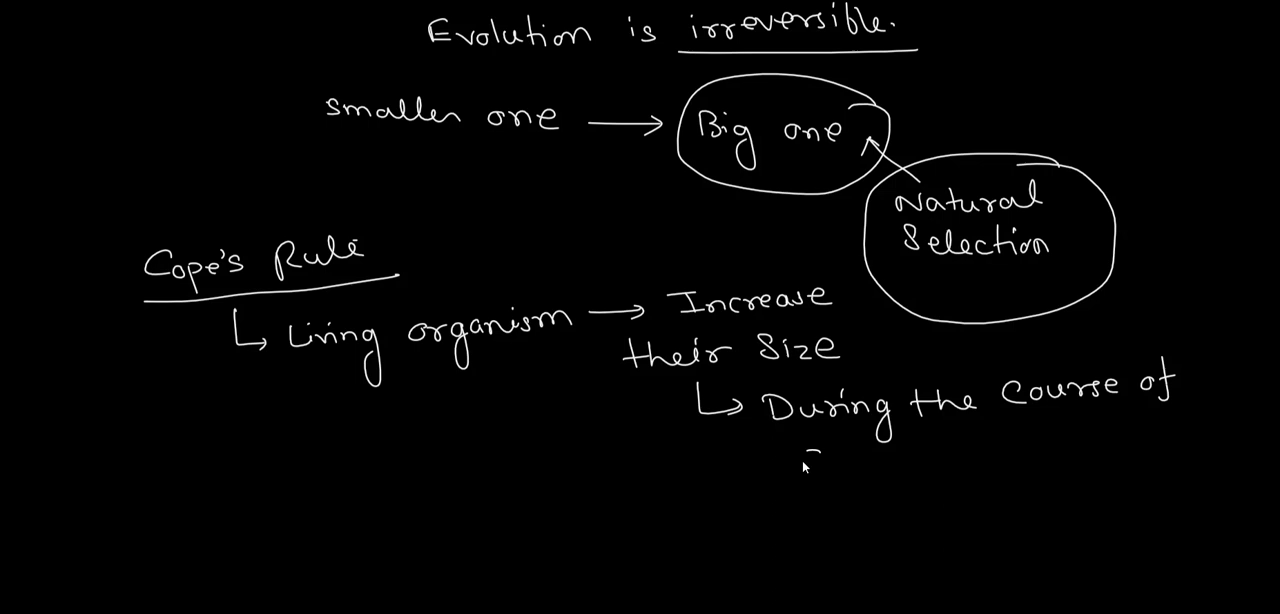 Evolution is irreversible.
smaller one → Big one
Natural
Selection
Cope's Rule
↳ Living organism → Increase
their size
↳ During the course of